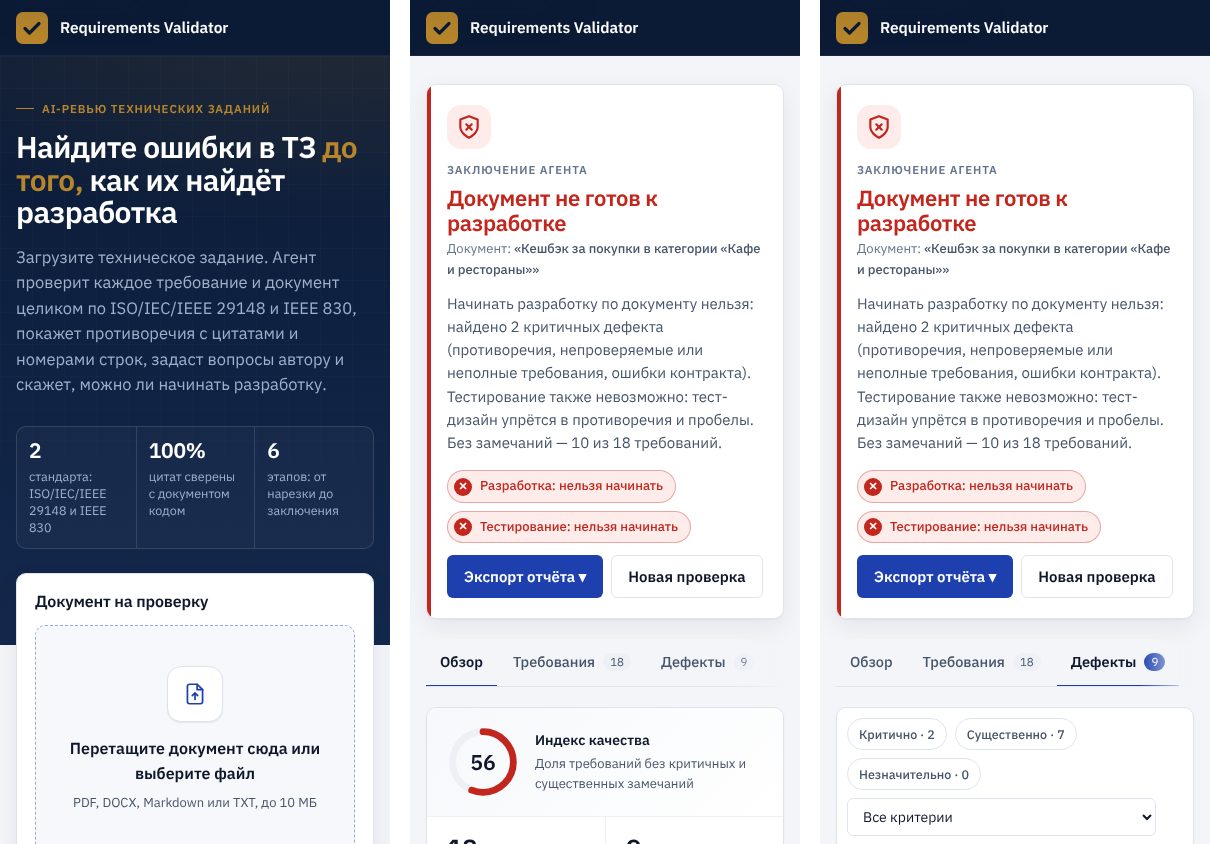 Requirements Validator
AI-РЕВЬЮ ТЕХНИЧЕСКИХ ЗАДАНИЙ
Найдите ошибки в ТЗ до
того, как их найдёт
разработка
Загрузите техническое задание. Агент
проверит каждое требование и документ
целиком по ISO/IEC/IEEE 29148 и IEEE 830,
покажет противоречия с цитатами и
номерами строк, задаст вопросы автору и
скажет, можно ли начинать разработку.
2
стандарта:
ISO/IEC/IEEE
29148 и IEEE
830
100%
цитат сверены
с документом
кодом
6
этапов: от
нарезки до
заключения
Документ на проверку
Перетащите документ сюда или
выберите файл
PDF, DOCX, Markdown или TXT, до 10 МБ
Requirements Validator
ЗАКЛЮЧЕНИЕ АГЕНТА
Документ не готов к
разработке
Документ: «Кешбэк за покупки в категории «Кафе
и рестораны»»
Начинать разработку по документу нельзя:
найдено 2 критичных дефекта
(противоречия, непроверяемые или
неполные требования, ошибки контракта).
Тестирование также невозможно: тест-
дизайн упрётся в противоречия и пробелы.
Без замечаний — 10 из 18 требований.
Разработка: нельзя начинать
Тестирование: нельзя начинать
Экспорт отчёта ▾ Новая проверка
Обзор Требования 18 Дефекты 9
56
Индекс качества
Доля требований без критичных и
существенных замечаний
Requirements Validator
ЗАКЛЮЧЕНИЕ АГЕНТА
Документ не готов к
разработке
Документ: «Кешбэк за покупки в категории «Кафе
и рестораны»»
Начинать разработку по документу нельзя:
найдено 2 критичных дефекта
(противоречия, непроверяемые или
неполные требования, ошибки контракта).
Тестирование также невозможно: тест-
дизайн упрётся в противоречия и пробелы.
Без замечаний — 10 из 18 требований.
Разработка: нельзя начинать
Тестирование: нельзя начинать
Экспорт отчёта ▾ Новая проверка
Обзор Требования 18 Дефекты 9
Критично · 2 Существенно · 7
Незначительно · 0
Все критерии